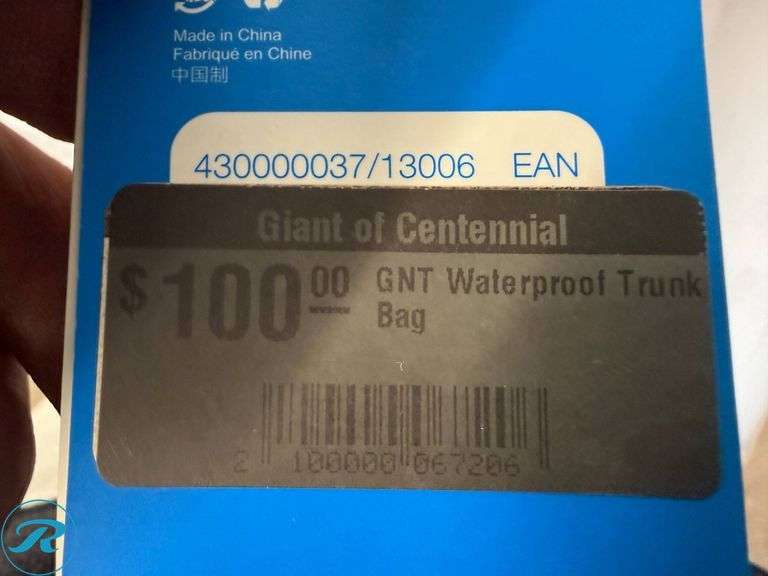 Made in China
Fabriqué en Chine
中国制
430000037/13006 EAN
Giant of Centennial
$100.00 GNT Waterproof Trunk
Bag
2 100000 067206
R